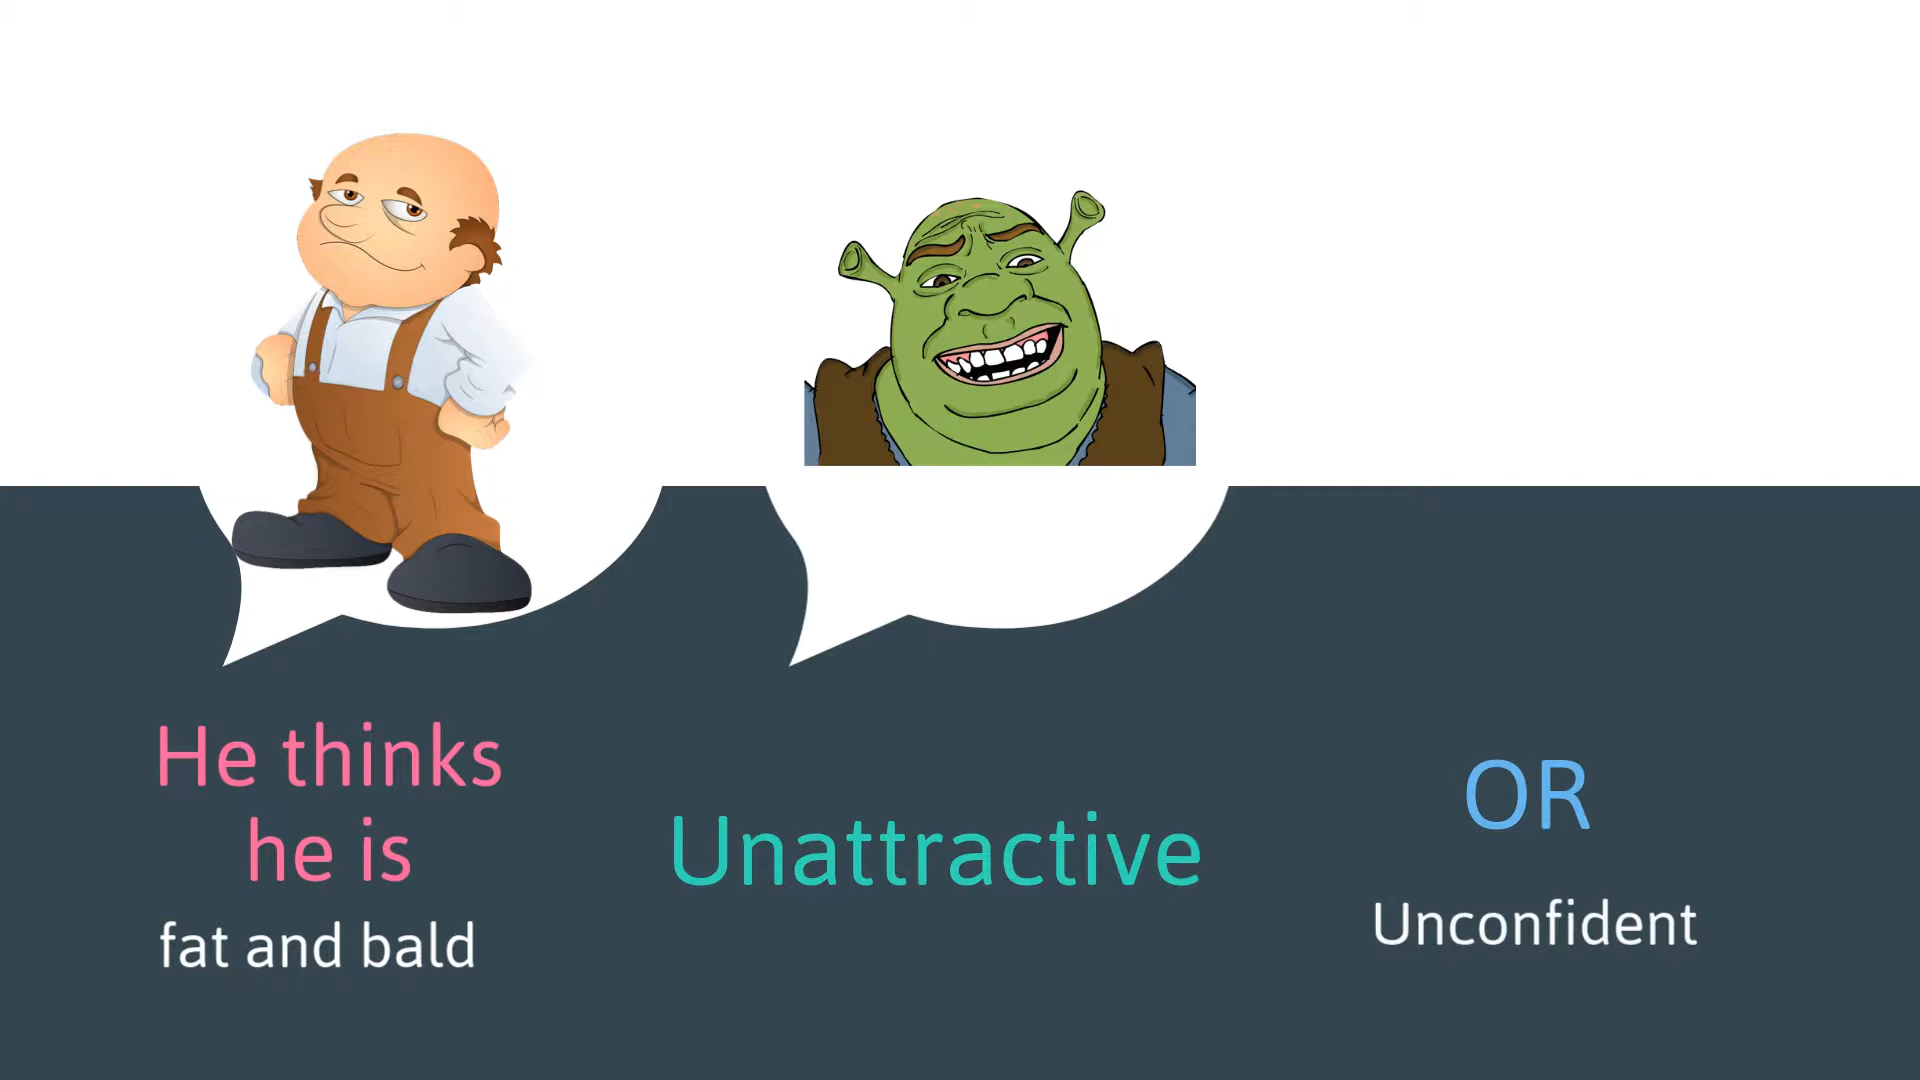 He thinks
he is
fat and bald
Unattractive
OR
Unconfident